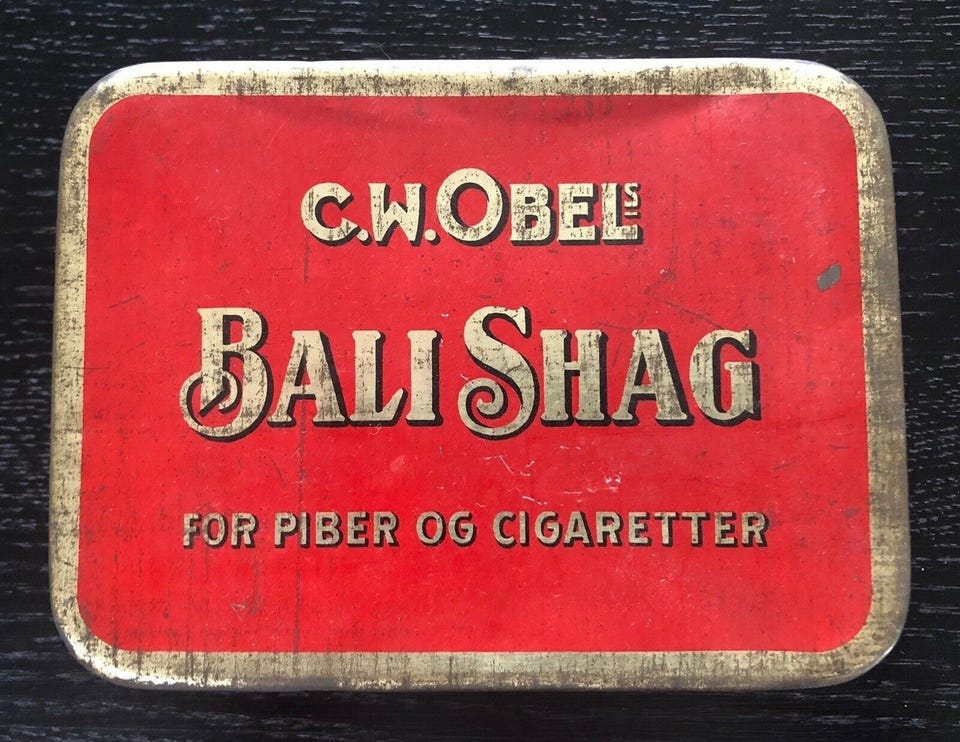 C.W. OBELS
BALI SHAG
FOR PIBER OG CIGARETTER